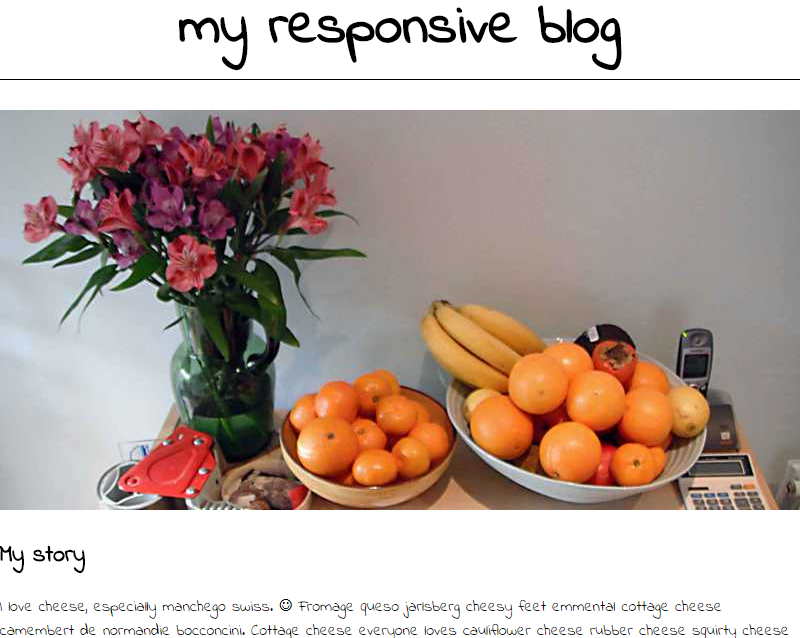 my responsive blog
My story
I love cheese, especially manchego swiss. ☺ Fromage queso jarlsberg cheesy feet emmental cottage cheese
camembert de normandie bocconcini. Cottage cheese everyone loves cauliflower cheese rubber cheese squirty cheese